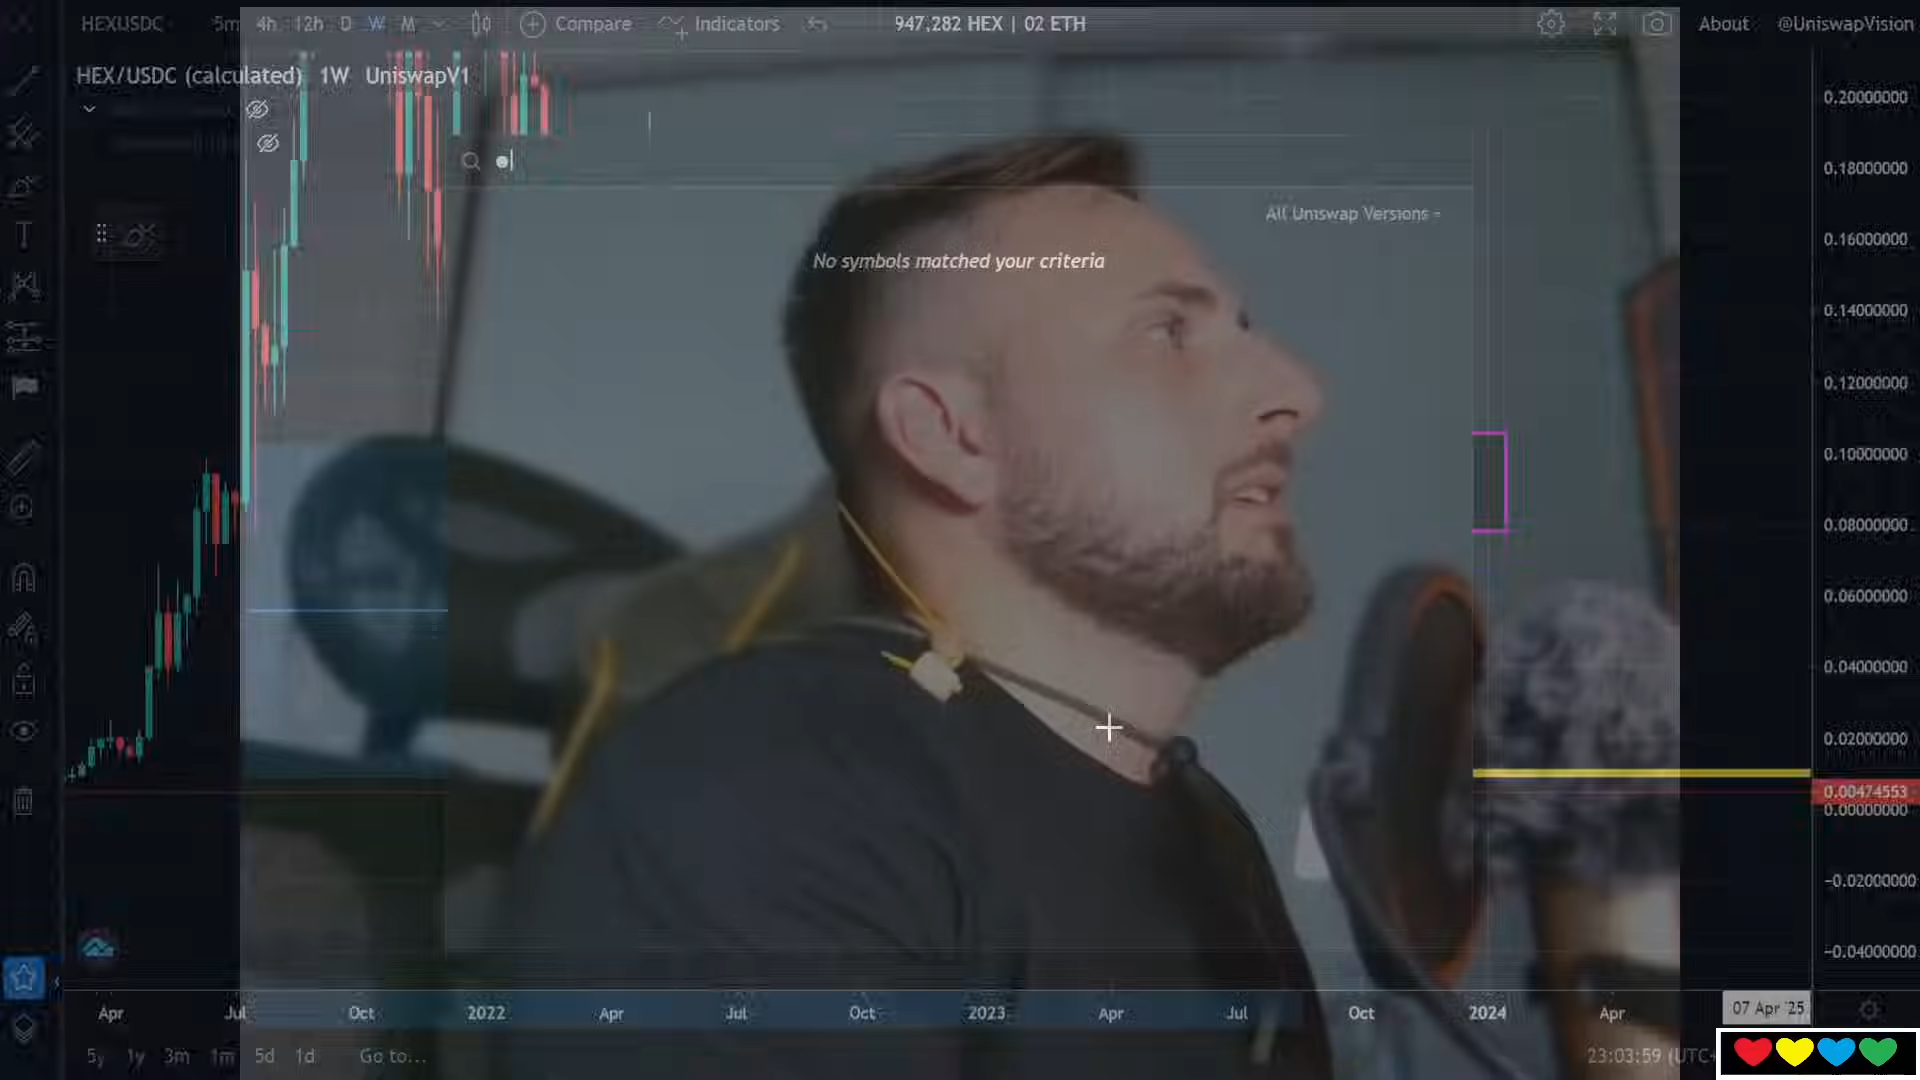 HEXUSDC 5m 4h 12h D W M Compare Indicators 947,282 HEX | 02 ETH About @UniswapVision
HEX/USDC (calculated) 1W UniswapV1
0.20000000
0.18000000
All Uniswap Versions
0.16000000
No symbols matched your criteria
0.14000000
0.12000000
0.10000000
0.08000000
0.06000000
0.04000000
0.02000000
0.00474553
0.00000000
-0.02000000
-0.04000000
Apr Jul Oct 2022 Apr Jul Oct 2023 Apr Jul Oct 2024 Apr 07 Apr '25
5y 1y 3m 1m 5d 1d Go to... 23:03:59 (UTC